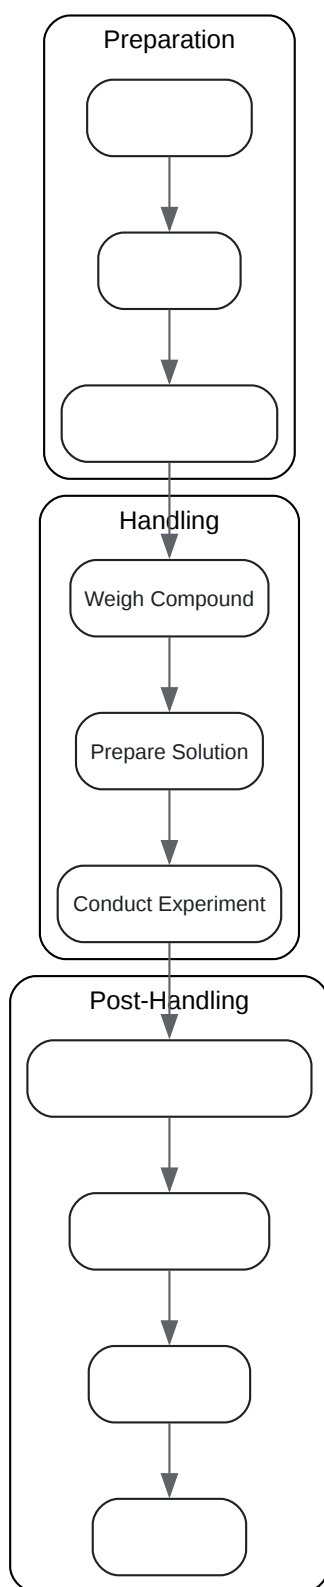 Preparation
Handling
Weigh Compound
Prepare Solution
Conduct Experiment
Post-Handling